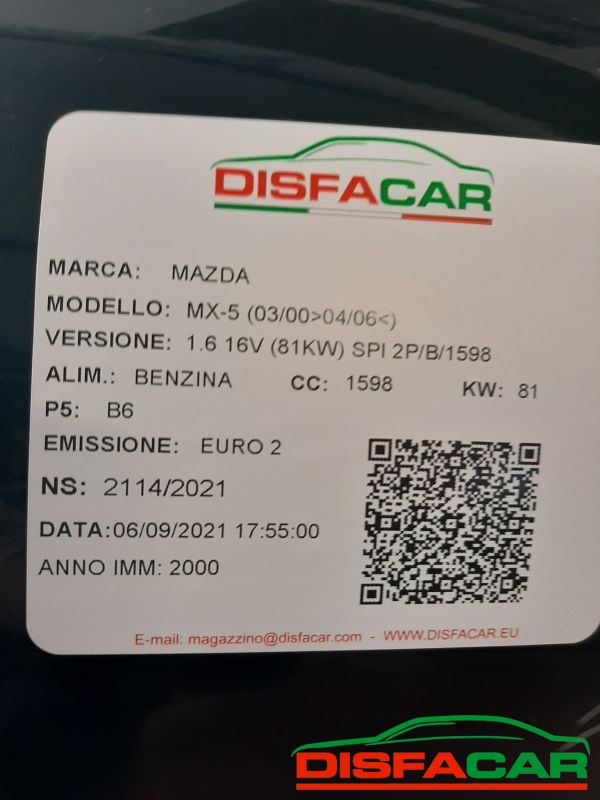 DISFACAR
MARCA: MAZDA
MODELLO: MX-5 (03/00>04/06<)
VERSIONE: 1.6 16V (81KW) SPI 2P/B/1598
ALIM.: BENZINA CC: 1598 KW: 81
P5: B6
EMISSIONE: EURO 2
NS: 2114/2021
DATA:06/09/2021 17:55:00
ANNO IMM: 2000
E-mail: magazzino@disfacar.com - WWW.DISFACAR.EU
DISFACAR